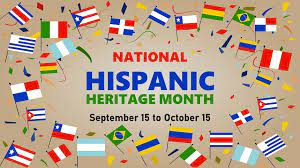 NATIONAL
HISPANIC
HERITAGE MONTH
September 15 to October 15